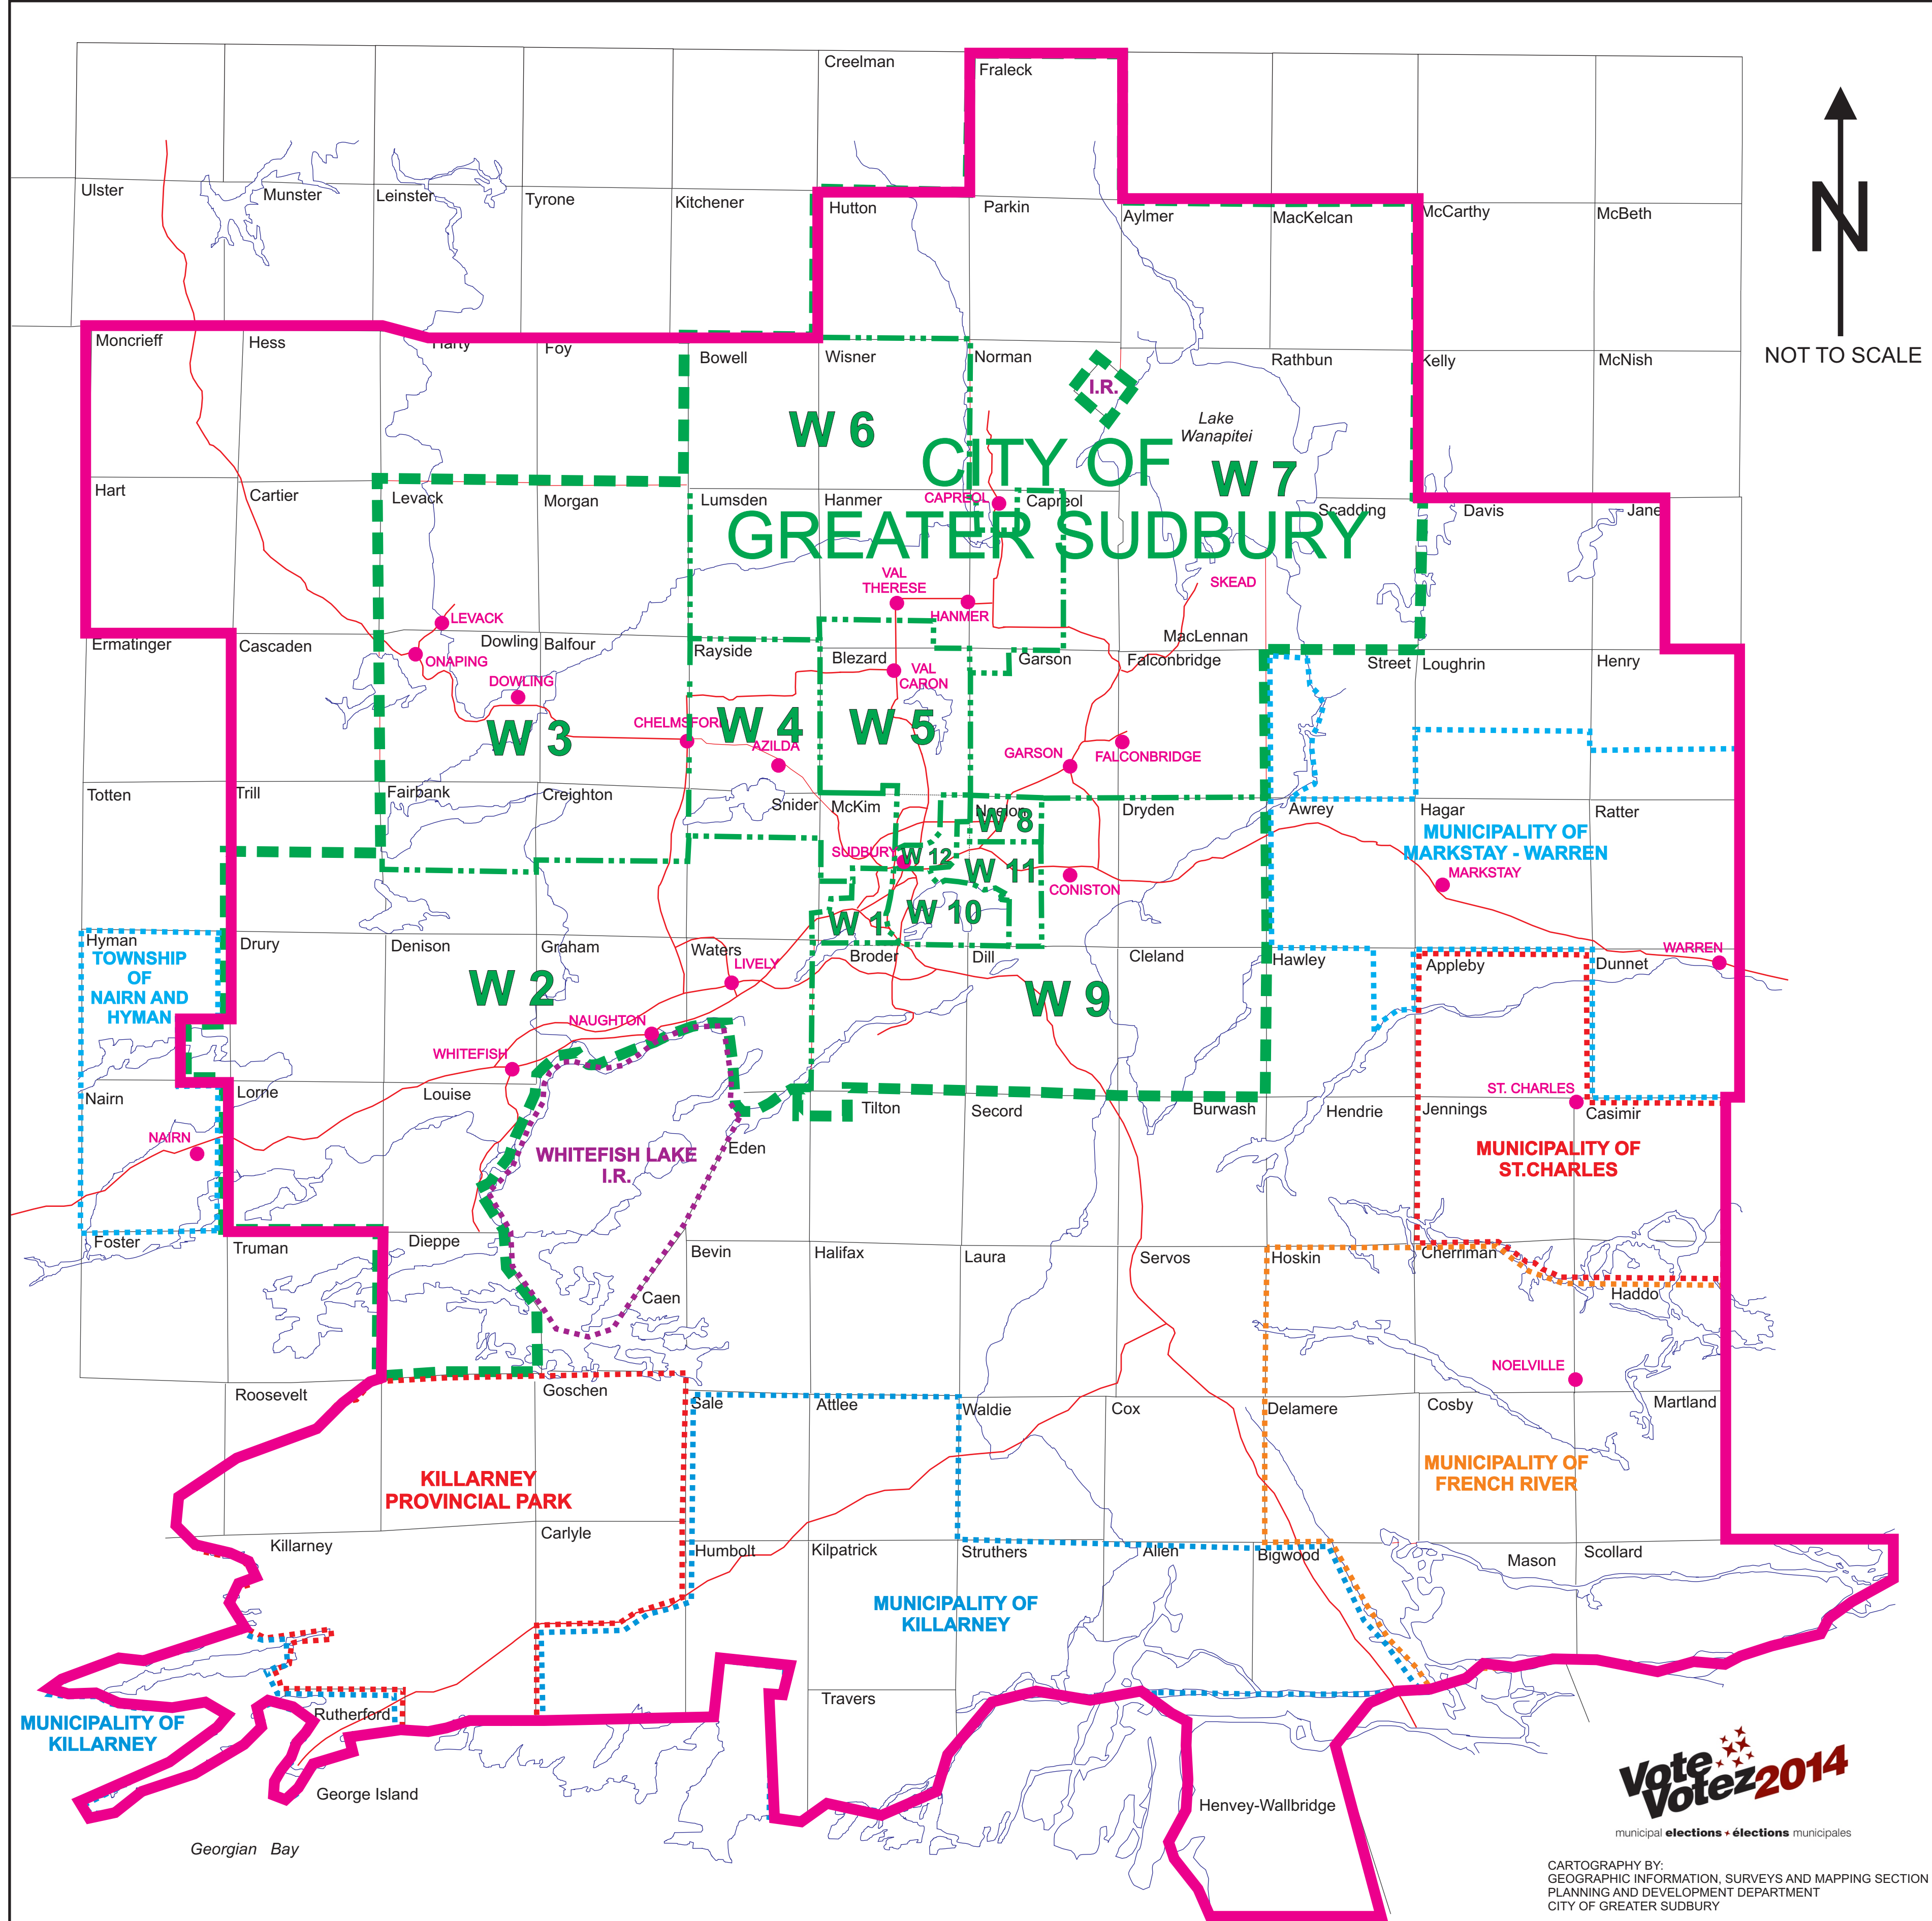 Creelman
Fraleck
Ulster
Munster
Leinster
Tyrone
Kitchener
Hutton
Parkin
Aylmer
MacKelcan
McCarthy
McBeth
N
NOT TO SCALE
Moncrieff
Hess
Harty
Foy
Bowell
Wisner
Norman
I.R.
Rathbun
Kelly
McNish
Lake
Wanapitei
W 6
CITY OF
GREATER SUDBURY
W 7
Hart
Cartier
Levack
Morgan
Lumsden
Hanmer
CAPREOL
Capreol
Scadding
Davis
Jane
VAL
THERESE
HANMER
SKEAD
LEVACK
ONAPING
DOWLING
Ermatinger
Cascaden
Dowling
Balfour
Rayside
Blezard
VAL
CARON
Garson
MacLennan
Falconbridge
Street
Loughrin
Henry
W 3
CHELMSFORD
W 4
AZILDA
W 5
GARSON
FALCONBRIDGE
Totten
Trill
Fairbank
Creighton
Snider
McKim
Neelon
W 8
Dryden
Awrey
Hagar
Ratter
MUNICIPALITY OF
MARKSTAY - WARREN
MARKSTAY
SUDBURY
W 12
W 11
CONISTON
W 1
W 10
Hyman
TOWNSHIP
OF
NAIRN AND
HYMAN
Drury
Denison
Graham
Waters
LIVELY
Broder
Dill
Cleland
Hawley
Appleby
Dunnet
WARREN
W 2
W 9
NAUGHTON
WHITEFISH
Nairn
NAIRN
Lorne
Louise
WHITEFISH LAKE
I.R.
Eden
Tilton
Secord
Burwash
Hendrie
Jennings
ST. CHARLES
Casimir
MUNICIPALITY OF
ST.CHARLES
Foster
Truman
Dieppe
Caen
Bevin
Halifax
Laura
Servos
Hoskin
Cherriman
Haddo
NOELVILLE
Roosevelt
Goschen
Sale
Attlee
Waldie
Cox
Delamere
Cosby
Martland
KILLARNEY
PROVINCIAL PARK
MUNICIPALITY OF
FRENCH RIVER
Killarney
Carlyle
Humbolt
Kilpatrick
Struthers
Allen
Bigwood
Mason
Scollard
MUNICIPALITY OF
KILLARNEY
Travers
Rutherford
MUNICIPALITY OF
KILLARNEY
George Island
Georgian Bay
Henvey-Wallbridge
Vote
Votez2014
municipal elections + élections municipales
CARTOGRAPHY BY:
GEOGRAPHIC INFORMATION, SURVEYS AND MAPPING SECTION
PLANNING AND DEVELOPMENT DEPARTMENT
CITY OF GREATER SUDBURY